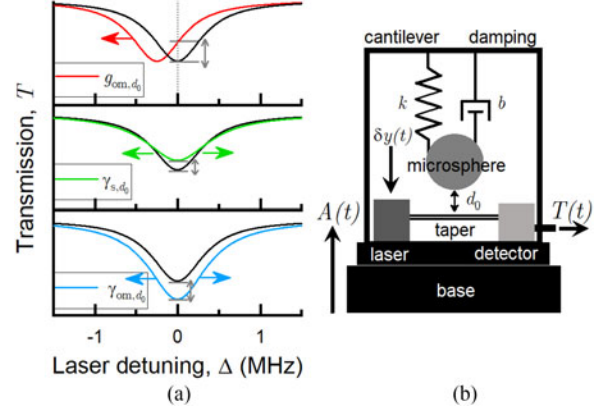 Transmission, T
g_om,d₀
γ_s,d₀
γ_om,d₀
-1 0 1
Laser detuning, Δ (MHz)
(a)
cantilever damping
k b
δy(t)
microsphere
d₀
A(t) T(t)
taper
laser detector
base
(b)